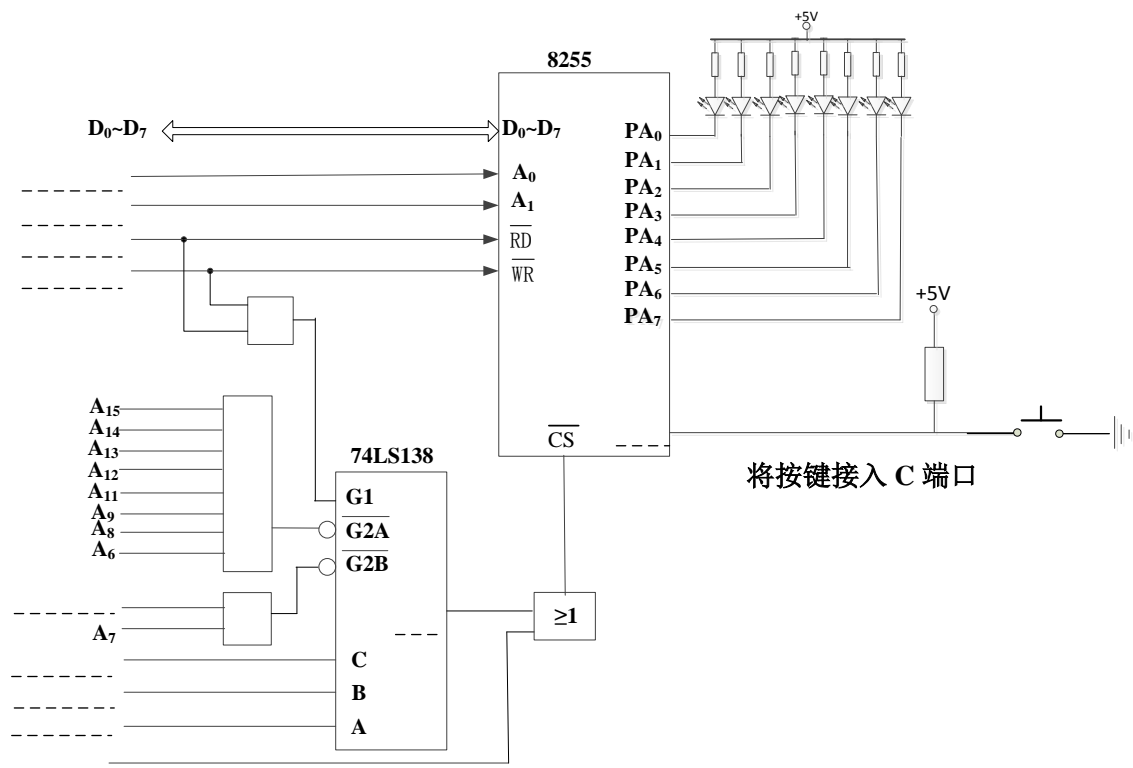 +5V
8255
D₀~D₇
D₀~D₇
PA₀
A₀
PA₁
A₁
PA₂
PA₃
RD
PA₄
WR
PA₅
PA₆
PA₇
+5V
A₁₅
A₁₄
A₁₃
A₁₂
A₁₁
A₉
A₈
A₆
CS
74LS138
将按键接入 C 端口
G1
G2A
G2B
≥1
A₇
C
B
A